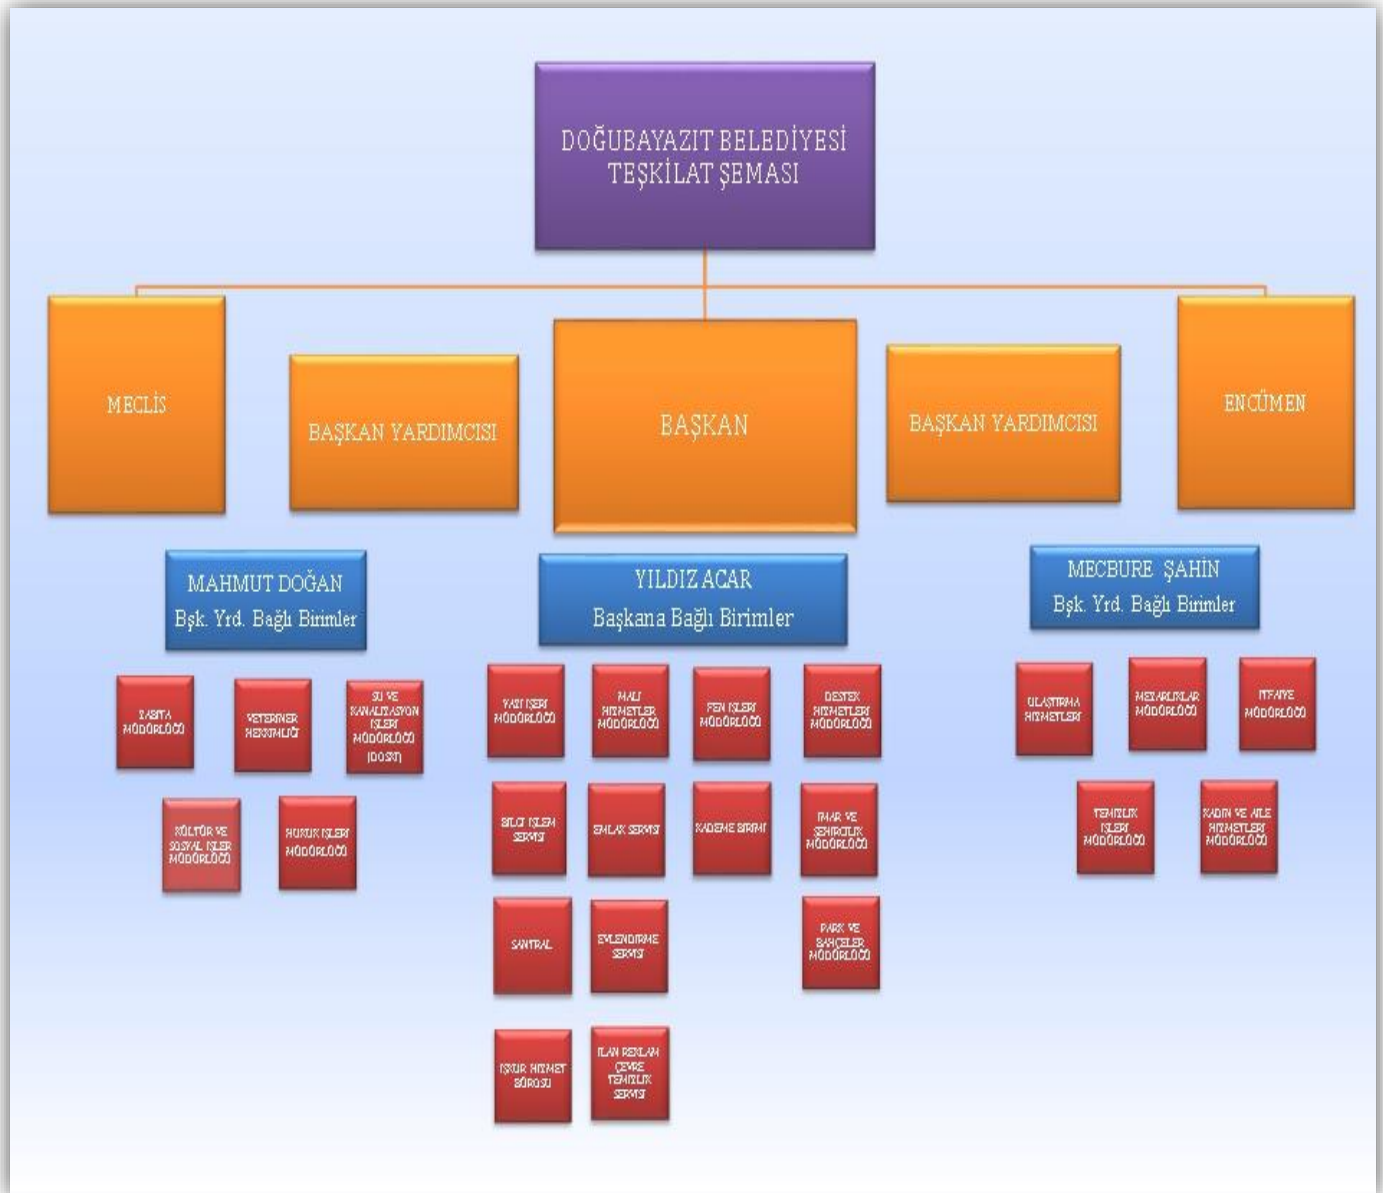 DOĞUBAYAZIT BELEDİYESİ
TEŞKİLAT ŞEMASI
MECLİS
BAŞKAN YARDIMCISI
BAŞKAN
BAŞKAN YARDIMCISI
ENCÜMEN
MAHMUT DOĞAN
Bşk. Yrd. Bağlı Birimler
YILDIZ ACAR
Başkana Bağlı Birimler
MECBURE ŞAHİN
Bşk. Yrd. Bağlı Birimler
ZABITA
MÜDÜRLÜĞÜ
VETERİNER
HEKİMLİĞİ
SU VE
KANALİZASYON
İŞLERİ
MÜDÜRLÜĞÜ
(DOSKİ)
KÜLTÜR VE
SOSYAL İŞLER
MÜDÜRLÜĞÜ
HUKUK İŞLERİ
MÜDÜRLÜĞÜ
YAZI İŞERİ
MÜDÜRLÜĞÜ
MALİ
HİZMETLER
MÜDÜRLÜĞÜ
FEN İŞLERİ
MÜDÜRLÜĞÜ
DESTEK
HİZMETLERİ
MÜDÜRLÜĞÜ
BİLGİ İŞLEM
SERVİSİ
EMLAK SERVİSİ
KADEME BİRİMİ
İMAR VE
ŞEHİRCİLİK
MÜDÜRLÜĞÜ
SANTRAL
EVLENDİRME
SERVİSİ
PARK VE
BAHÇELER
MÜDÜRLÜĞÜ
İŞKUR HİZMET
BÜROSU
İLAN REKLAM
ÇEVRE
TEMİZLİK
SERVİSİ
ULAŞTIRMA
HİZMETLERİ
MEZARLIKLAR
MÜDÜRLÜĞÜ
İTFAİYE
MÜDÜRLÜĞÜ
TEMİZLİK
İŞLERİ
MÜDÜRLÜĞÜ
KADIN VE AİLE
HİZMETLERİ
MÜDÜRLÜĞÜ